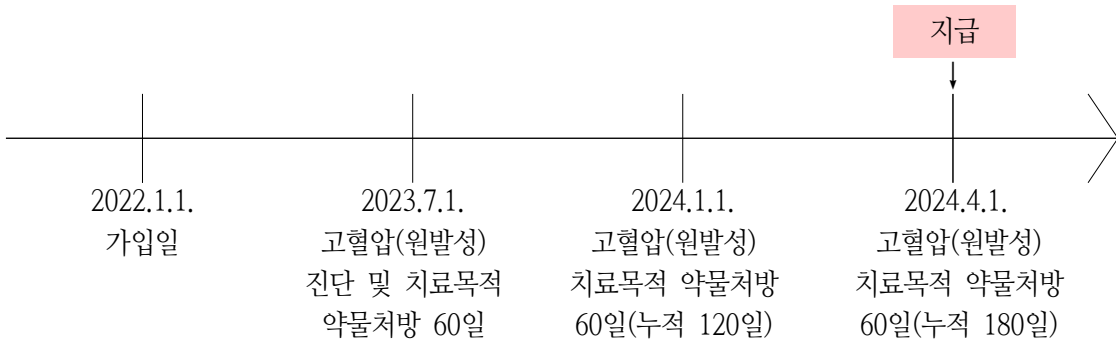 지급
2022.1.1.
가입일
2023.7.1.
고혈압(원발성)
진단 및 치료목적
약물처방 60일
2024.1.1.
고혈압(원발성)
치료목적 약물처방
60일(누적 120일)
2024.4.1.
고혈압(원발성)
치료목적 약물처방
60일(누적 180일)